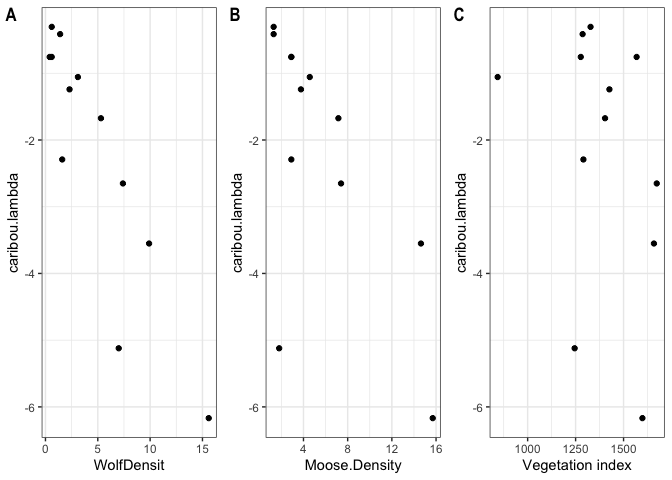 A
B
C
caribou.lambda
-2
-4
-6
0 5 10 15
WolfDensit
caribou.lambda
-2
-4
-6
4 8 12 16
Moose.Density
caribou.lambda
-2
-4
-6
1000 1250 1500
Vegetation index